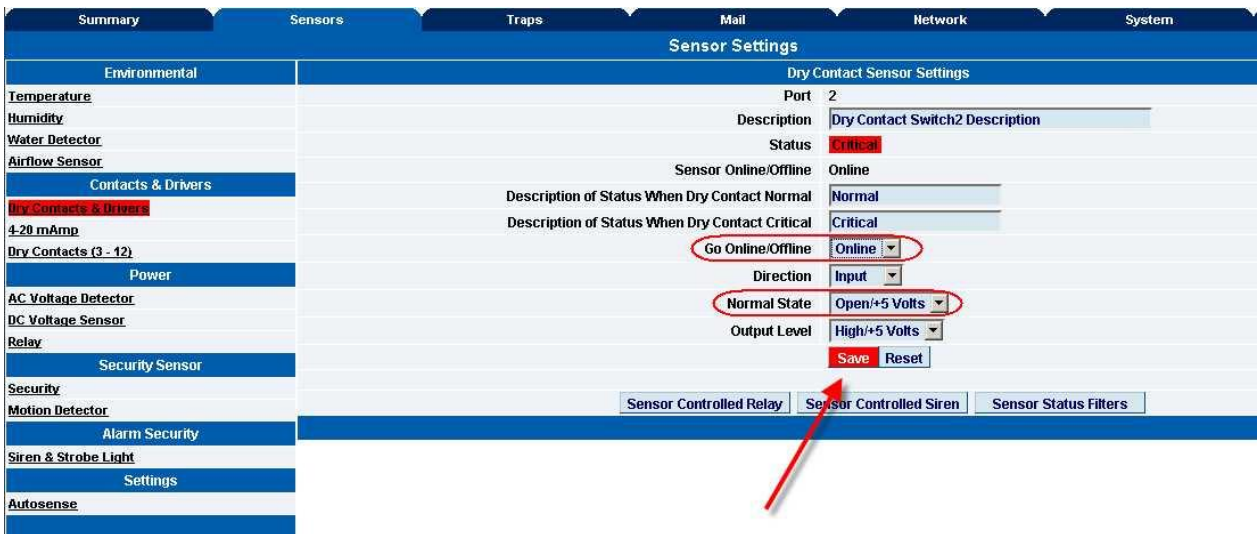 Summary Sensors Traps Mail Network System
Sensor Settings
Environmental
Temperature
Humidity
Water Detector
Airflow Sensor
Contacts & Drivers
Dry Contacts & Drivers
4-20 mAmp
Dry Contacts (3 - 12)
Power
AC Voltage Detector
DC Voltage Sensor
Relay
Security Sensor
Security
Motion Detector
Alarm Security
Siren & Strobe Light
Settings
Autosense
Dry Contact Sensor Settings
Port 2
Description Dry Contact Switch2 Description
Status Critical
Sensor Online/Offline Online
Description of Status When Dry Contact Normal Normal
Description of Status When Dry Contact Critical Critical
Go Online/Offline Online
Direction Input
Normal State Open/+5 Volts
Output Level High/+5 Volts
Save Reset
Sensor Controlled Relay Sensor Controlled Siren Sensor Status Filters